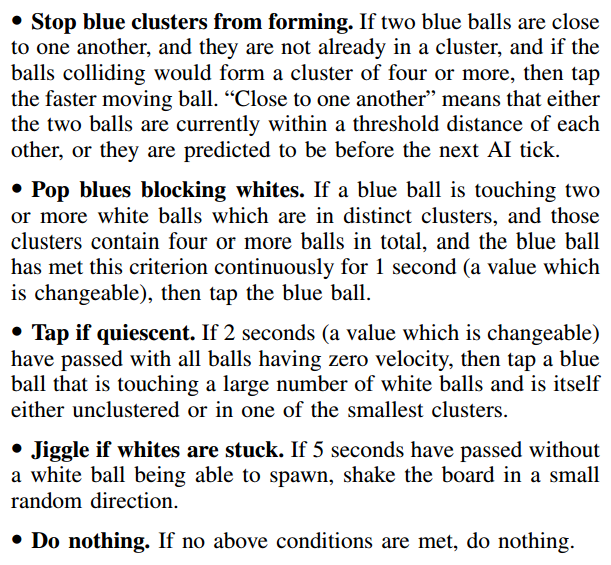 • Stop blue clusters from forming. If two blue balls are close
to one another, and they are not already in a cluster, and if the
balls colliding would form a cluster of four or more, then tap
the faster moving ball. “Close to one another” means that either
the two balls are currently within a threshold distance of each
other, or they are predicted to be before the next AI tick.
• Pop blues blocking whites. If a blue ball is touching two
or more white balls which are in distinct clusters, and those
clusters contain four or more balls in total, and the blue ball
has met this criterion continuously for 1 second (a value which
is changeable), then tap the blue ball.
• Tap if quiescent. If 2 seconds (a value which is changeable)
have passed with all balls having zero velocity, then tap a blue
ball that is touching a large number of white balls and is itself
either unclustered or in one of the smallest clusters.
• Jiggle if whites are stuck. If 5 seconds have passed without
a white ball being able to spawn, shake the board in a small
random direction.
• Do nothing. If no above conditions are met, do nothing.